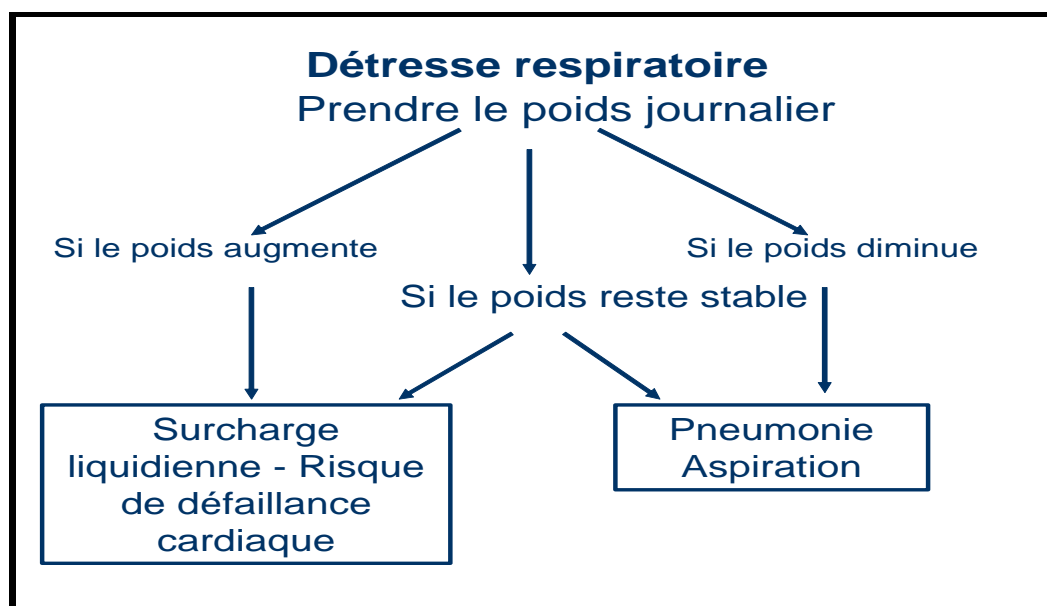 Détresse respiratoire
Prendre le poids journalier
Si le poids augmente
Si le poids diminue
Si le poids reste stable
Surcharge
liquidienne - Risque
de défaillance
cardiaque
Pneumonie
Aspiration